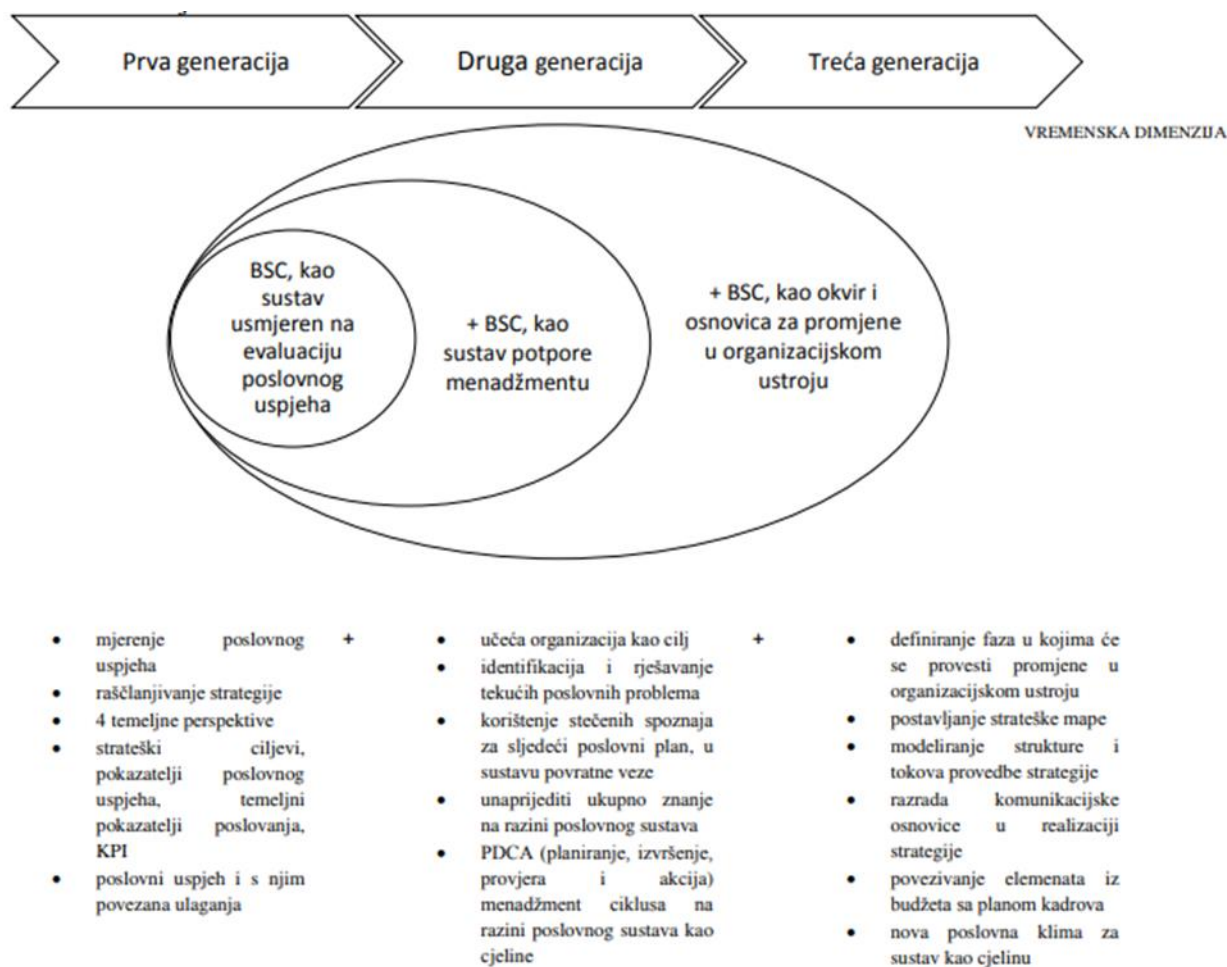 Prva generacija
Druga generacija
Treća generacija
VREMENSKA DIMENZIJA
BSC, kao
sustav
usmjeren na
evaluaciju
poslovnog
uspjeha
+ BSC, kao
sustav potpore
menadžmentu
+ BSC, kao okvir i
osnovica za promjene
u organizacijskom
ustroju
• mjerenje poslovnog
uspjeha
• raščlanjivanje strategije
• 4 temeljne perspektive
• strateški ciljevi,
pokazatelji poslovnog
uspjeha, temeljni
pokazatelji poslovanja,
KPI
• poslovni uspjeh i s njim
povezana ulaganja
+
• učeća organizacija kao cilj
• identifikacija i rješavanje
tekućih poslovnih problema
• korištenje stečenih spoznaja
za sljedeći poslovni plan, u
sustavu povratne veze
• unaprijediti ukupno znanje
na razini poslovnog sustava
• PDCA (planiranje, izvršenje,
provjera i akcija)
menadžment ciklusa na
razini poslovnog sustava kao
cjeline
+
• definiranje faza u kojima će
se provesti promjene u
organizacijskom ustroju
• postavljanje strateške mape
• modeliranje strukture i
tokova provedbe strategije
• razrada komunikacijske
osnovice u realizaciji
strategije
• povezivanje elemenata iz
budžeta sa planom kadrova
• nova poslovna klima za
sustav kao cjelinu